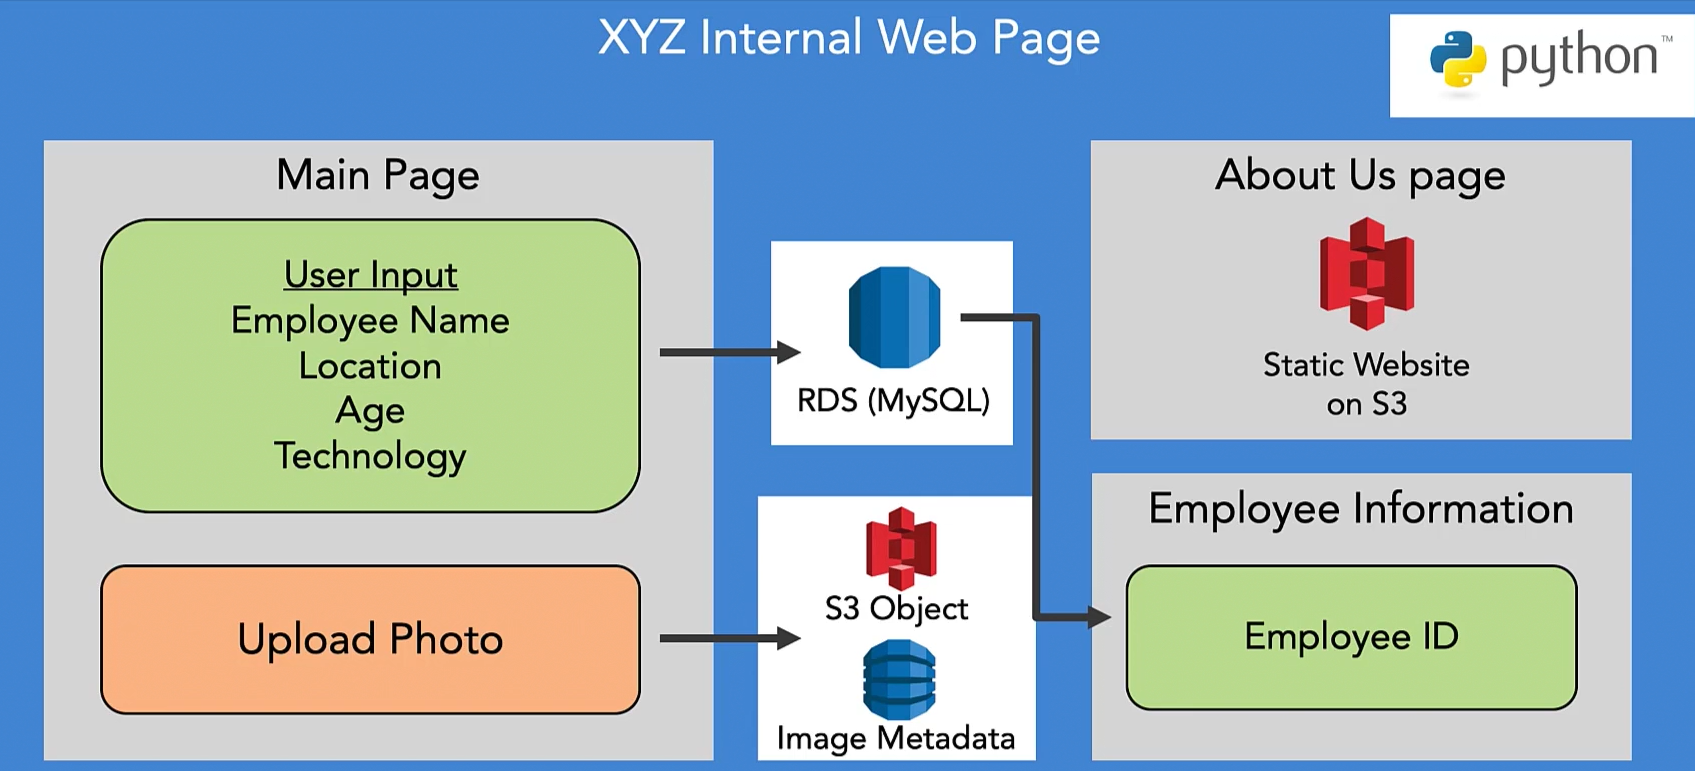 XYZ Internal Web Page
python™
Main Page
User Input
Employee Name
Location
Age
Technology
Upload Photo
RDS (MySQL)
S3 Object
Image Metadata
About Us page
Static Website
on S3
Employee Information
Employee ID